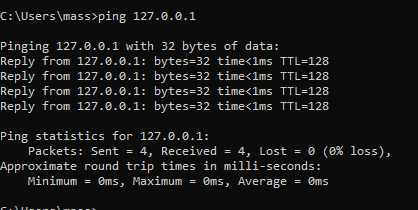 C:\Users\mass>ping 127.0.0.1
Pinging 127.0.0.1 with 32 bytes of data:
Reply from 127.0.0.1: bytes=32 time<1ms TTL=128
Reply from 127.0.0.1: bytes=32 time<1ms TTL=128
Reply from 127.0.0.1: bytes=32 time<1ms TTL=128
Reply from 127.0.0.1: bytes=32 time<1ms TTL=128
Ping statistics for 127.0.0.1:
Packets: Sent = 4, Received = 4, Lost = 0 (0% loss),
Approximate round trip times in milli-seconds:
Minimum = 0ms, Maximum = 0ms, Average = 0ms